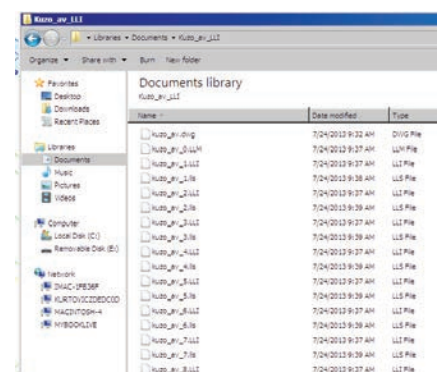 Kuzo_av_LLI
Libraries ▸ Documents ▸ Kuzo_av_LLI
Organize Share with Burn New folder
Favorites
Desktop
Downloads
Recent Places
Libraries
Documents
Music
Pictures
Videos
Computer
Local Disk (C:)
Removable Disk (E:)
Network
IMAC-1FB36F
KURTOVICZDEDC0D
MACINTOSH-4
MYBOOKLIVE
Documents library
Kuzo_av_LLI
Name Date modified Type
kuzo_av.dwg 7/24/2013 9:32 AM DWG File
kuzo_av_0.LLM 7/24/2013 9:37 AM LLM File
kuzo_av_1.LLI 7/24/2013 9:37 AM LLI File
kuzo_av_1.lls 7/24/2013 9:38 AM LLS File
kuzo_av_2.LLI 7/24/2013 9:37 AM LLI File
kuzo_av_2.lls 7/24/2013 9:39 AM LLS File
kuzo_av_3.LLI 7/24/2013 9:37 AM LLI File
kuzo_av_3.lls 7/24/2013 9:39 AM LLS File
kuzo_av_4.LLI 7/24/2013 9:37 AM LLI File
kuzo_av_4.lls 7/24/2013 9:39 AM LLS File
kuzo_av_5.LLI 7/24/2013 9:37 AM LLI File
kuzo_av_5.lls 7/24/2013 9:39 AM LLS File
kuzo_av_6.LLI 7/24/2013 9:37 AM LLI File
kuzo_av_6.lls 7/24/2013 9:39 AM LLS File
kuzo_av_7.LLI 7/24/2013 9:37 AM LLI File
kuzo_av_7.lls 7/24/2013 9:39 AM LLS File
kuzo_av_8.LLI 7/24/2013 9:37 AM LLI File